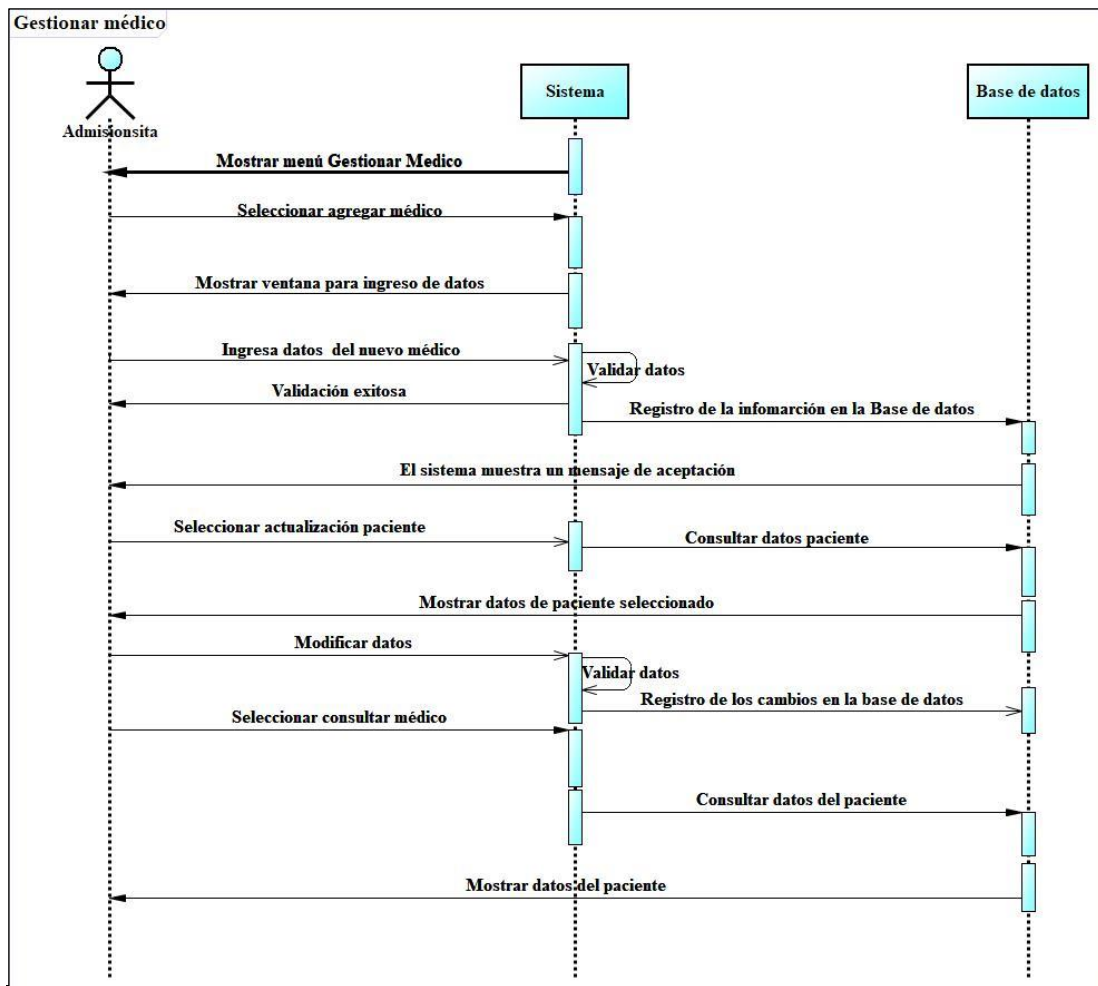 Gestionar médico
Admisionsita
Sistema
Base de datos
Mostrar menú Gestionar Medico
Seleccionar agregar médico
Mostrar ventana para ingreso de datos
Ingresa datos del nuevo médico
Validar datos
Validación exitosa
Registro de la infomarción en la Base de datos
El sistema muestra un mensaje de aceptación
Seleccionar actualización paciente
Consultar datos paciente
Mostrar datos de paciente seleccionado
Modificar datos
Validar datos
Registro de los cambios en la base de datos
Seleccionar consultar médico
Consultar datos del paciente
Mostrar datos del paciente